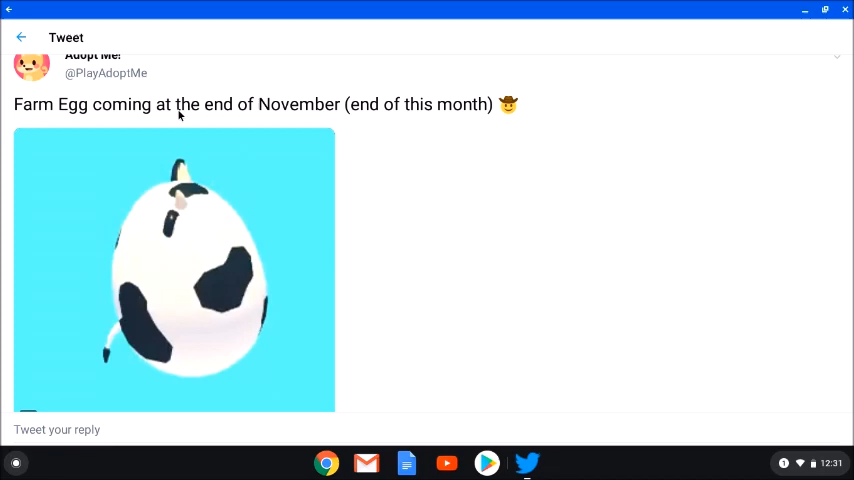 Tweet
Adopt Me!
@PlayAdoptMe
Farm Egg coming at the end of November (end of this month) 🤠
Tweet your reply
1
12:31